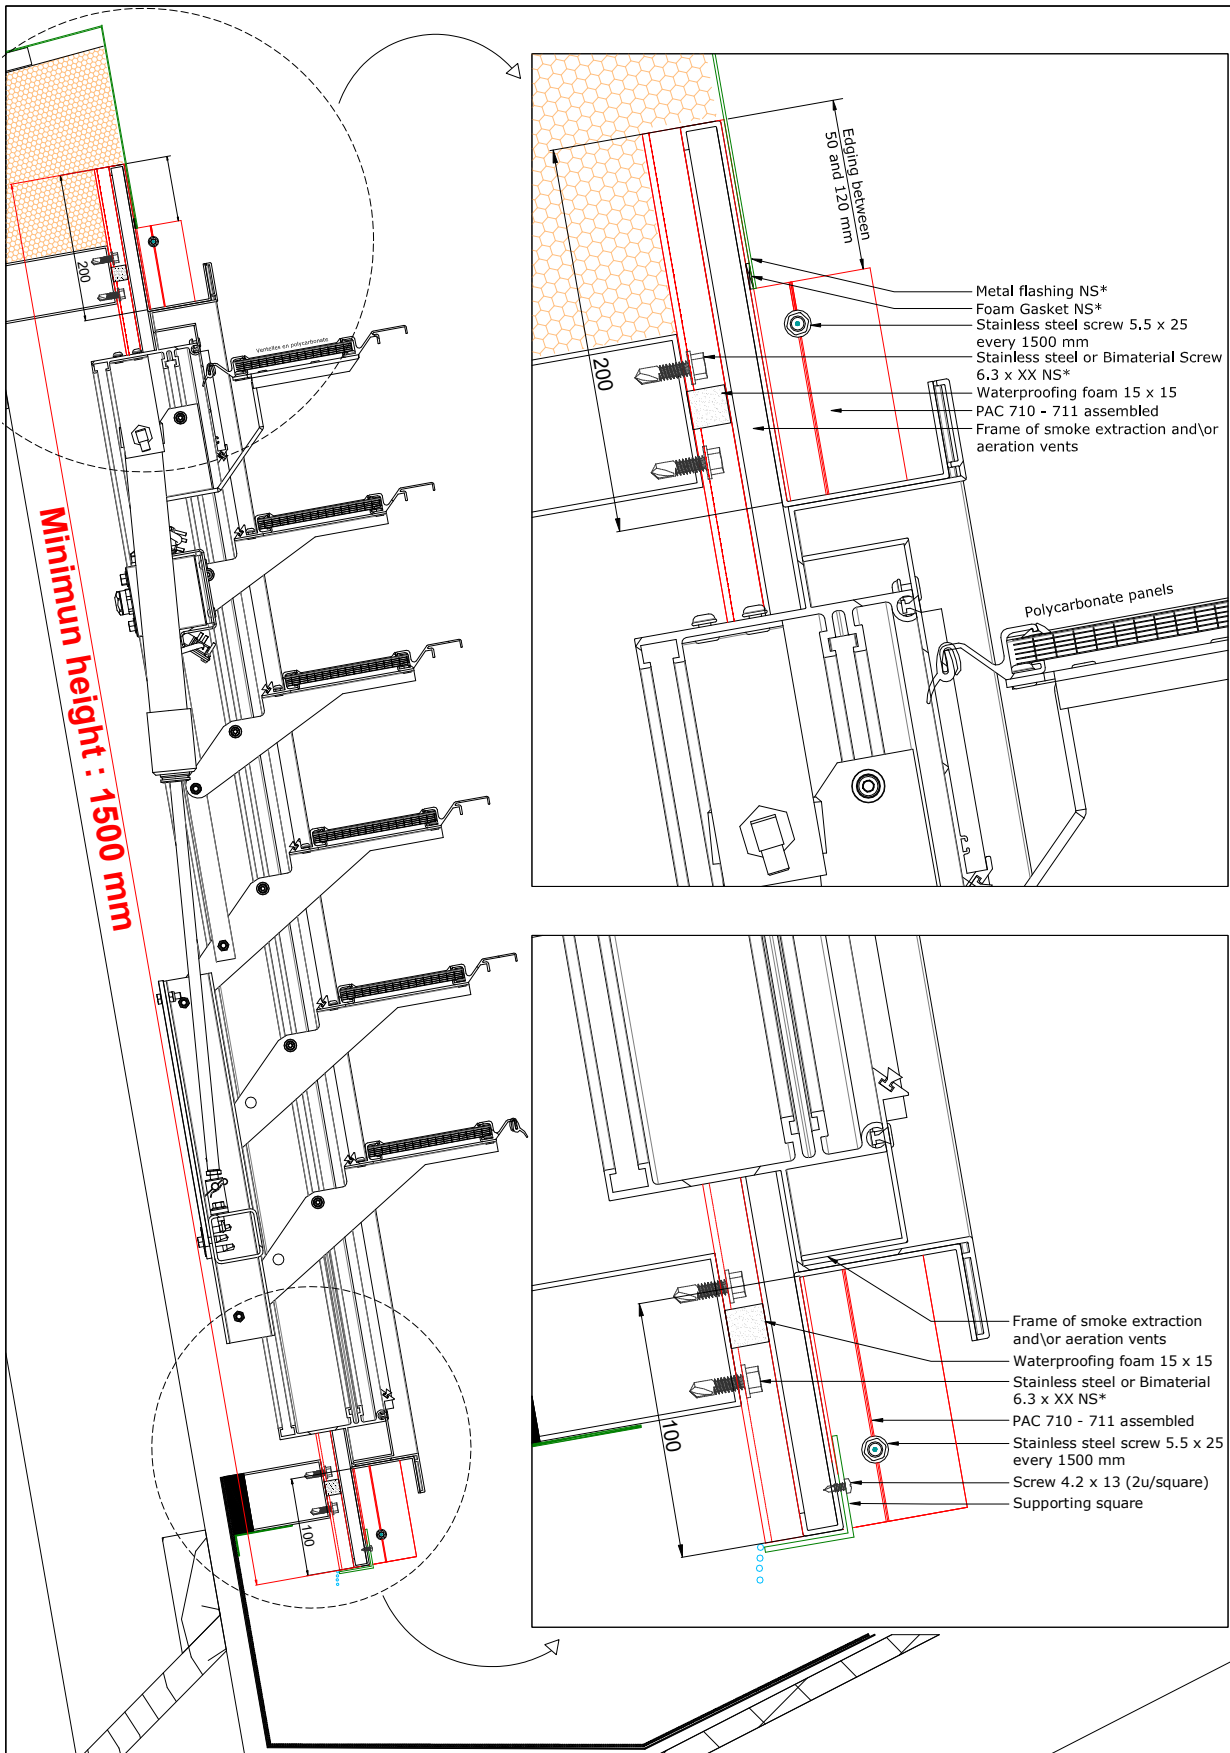 200
Ventelles en polycarbonate
Minimun height : 1500 mm
100
Edging between
50 and 120 mm
200
Metal flashing NS*
Foam Gasket NS*
Stainless steel screw 5.5 x 25
every 1500 mm
Stainless steel or Bimaterial Screw
6.3 x XX NS*
Waterproofing foam 15 x 15
PAC 710 - 711 assembled
Frame of smoke extraction and\or
aeration vents
Polycarbonate panels
100
Frame of smoke extraction
and\or aeration vents
Waterproofing foam 15 x 15
Stainless steel or Bimaterial
6.3 x XX NS*
PAC 710 - 711 assembled
Stainless steel screw 5.5 x 25
every 1500 mm
Screw 4.2 x 13 (2u/square)
Supporting square